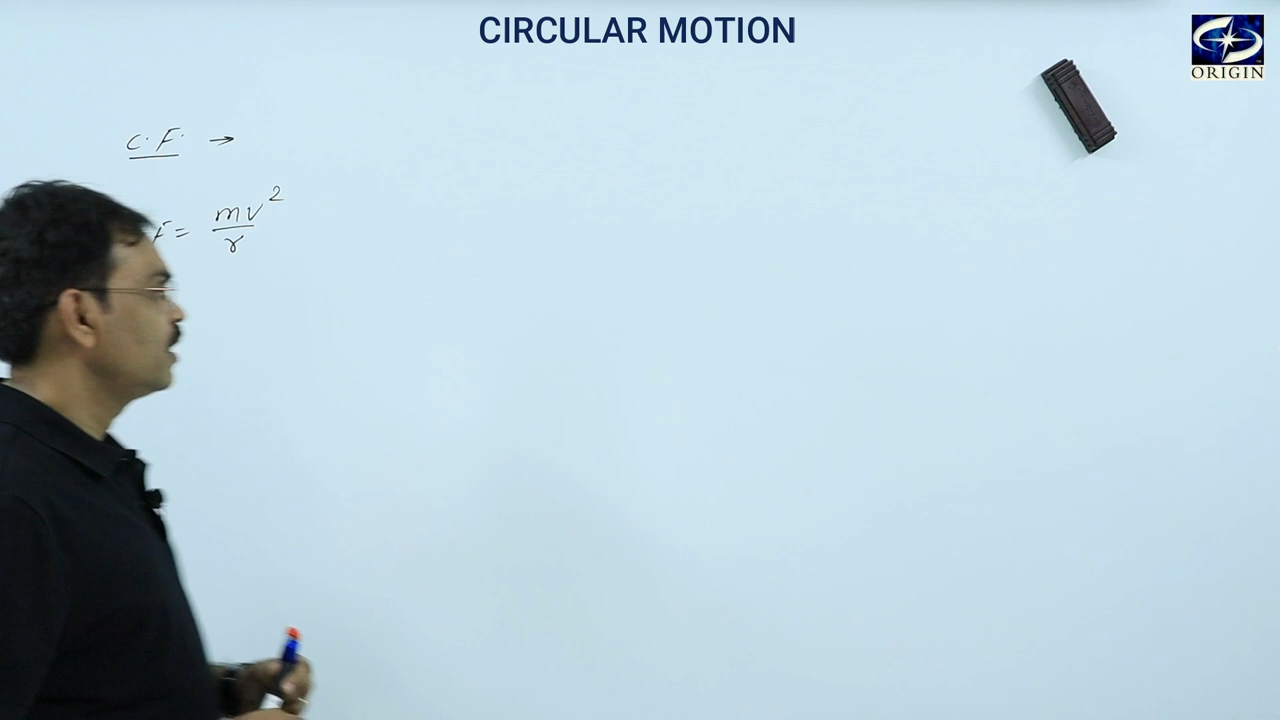 CIRCULAR MOTION
ORIGIN
C.F. →
F = mv²/r